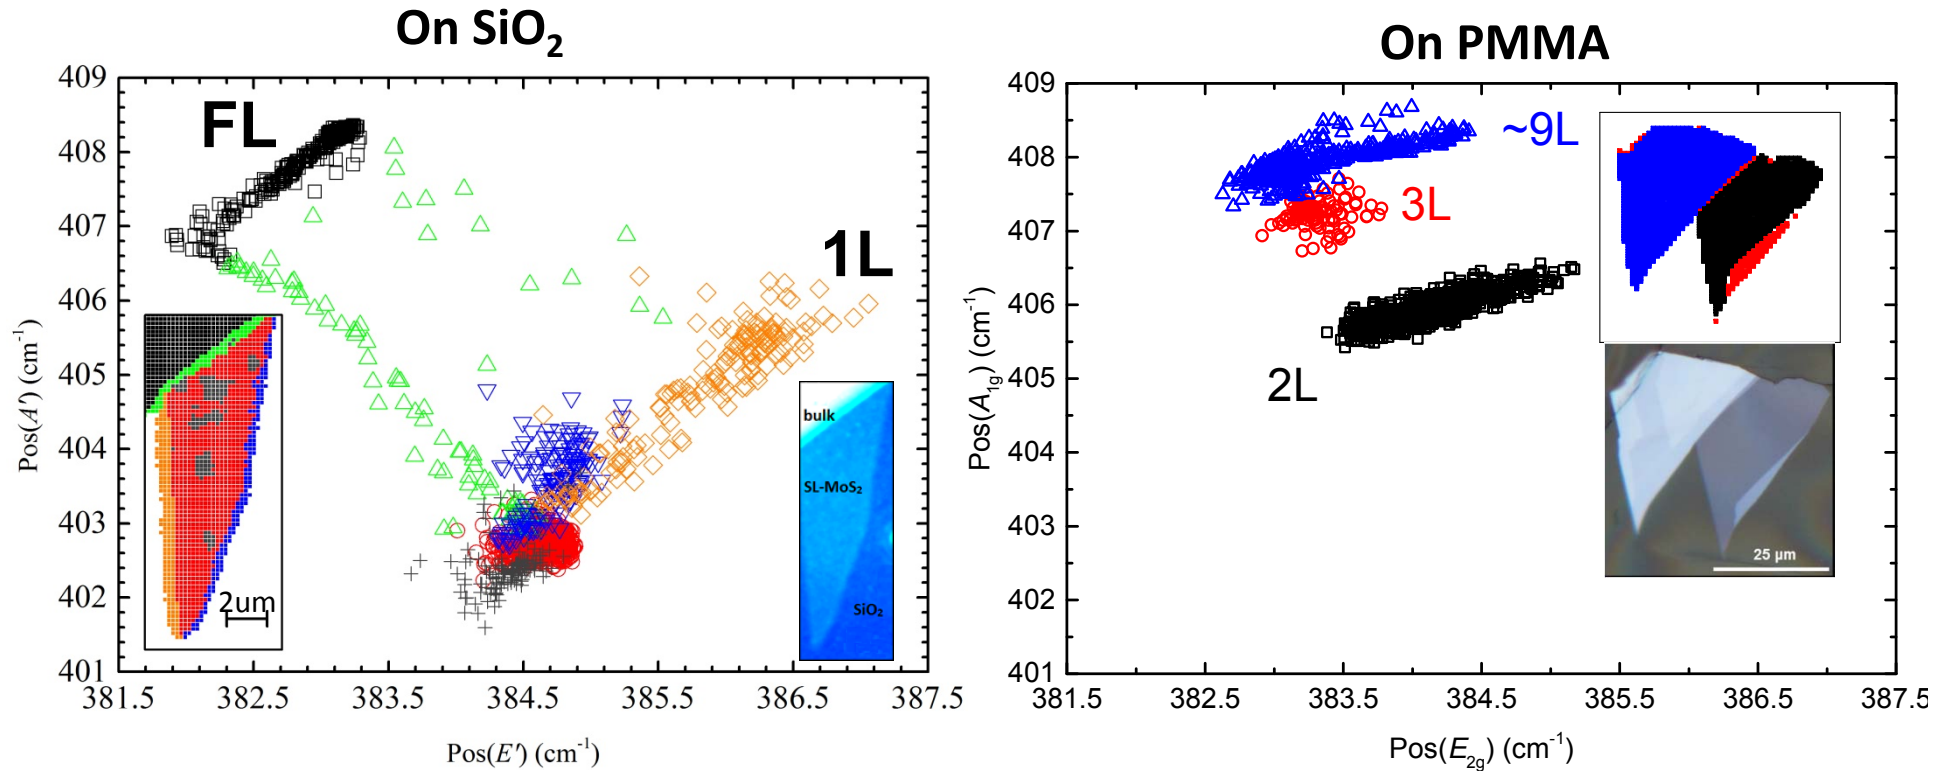 On SiO₂
409
408
407
406
405
404
403
402
401
381.5 382.5 383.5 384.5 385.5 386.5 387.5
Pos(A') (cm⁻¹)
Pos(E') (cm⁻¹)
FL
1L
2um
bulk
SL-MoS₂
SiO₂
On PMMA
409
408
407
406
405
404
403
402
401
381.5 382.5 383.5 384.5 385.5 386.5 387.5
Pos(A₁g) (cm⁻¹)
Pos(E₂g) (cm⁻¹)
~9L
3L
2L
25 µm